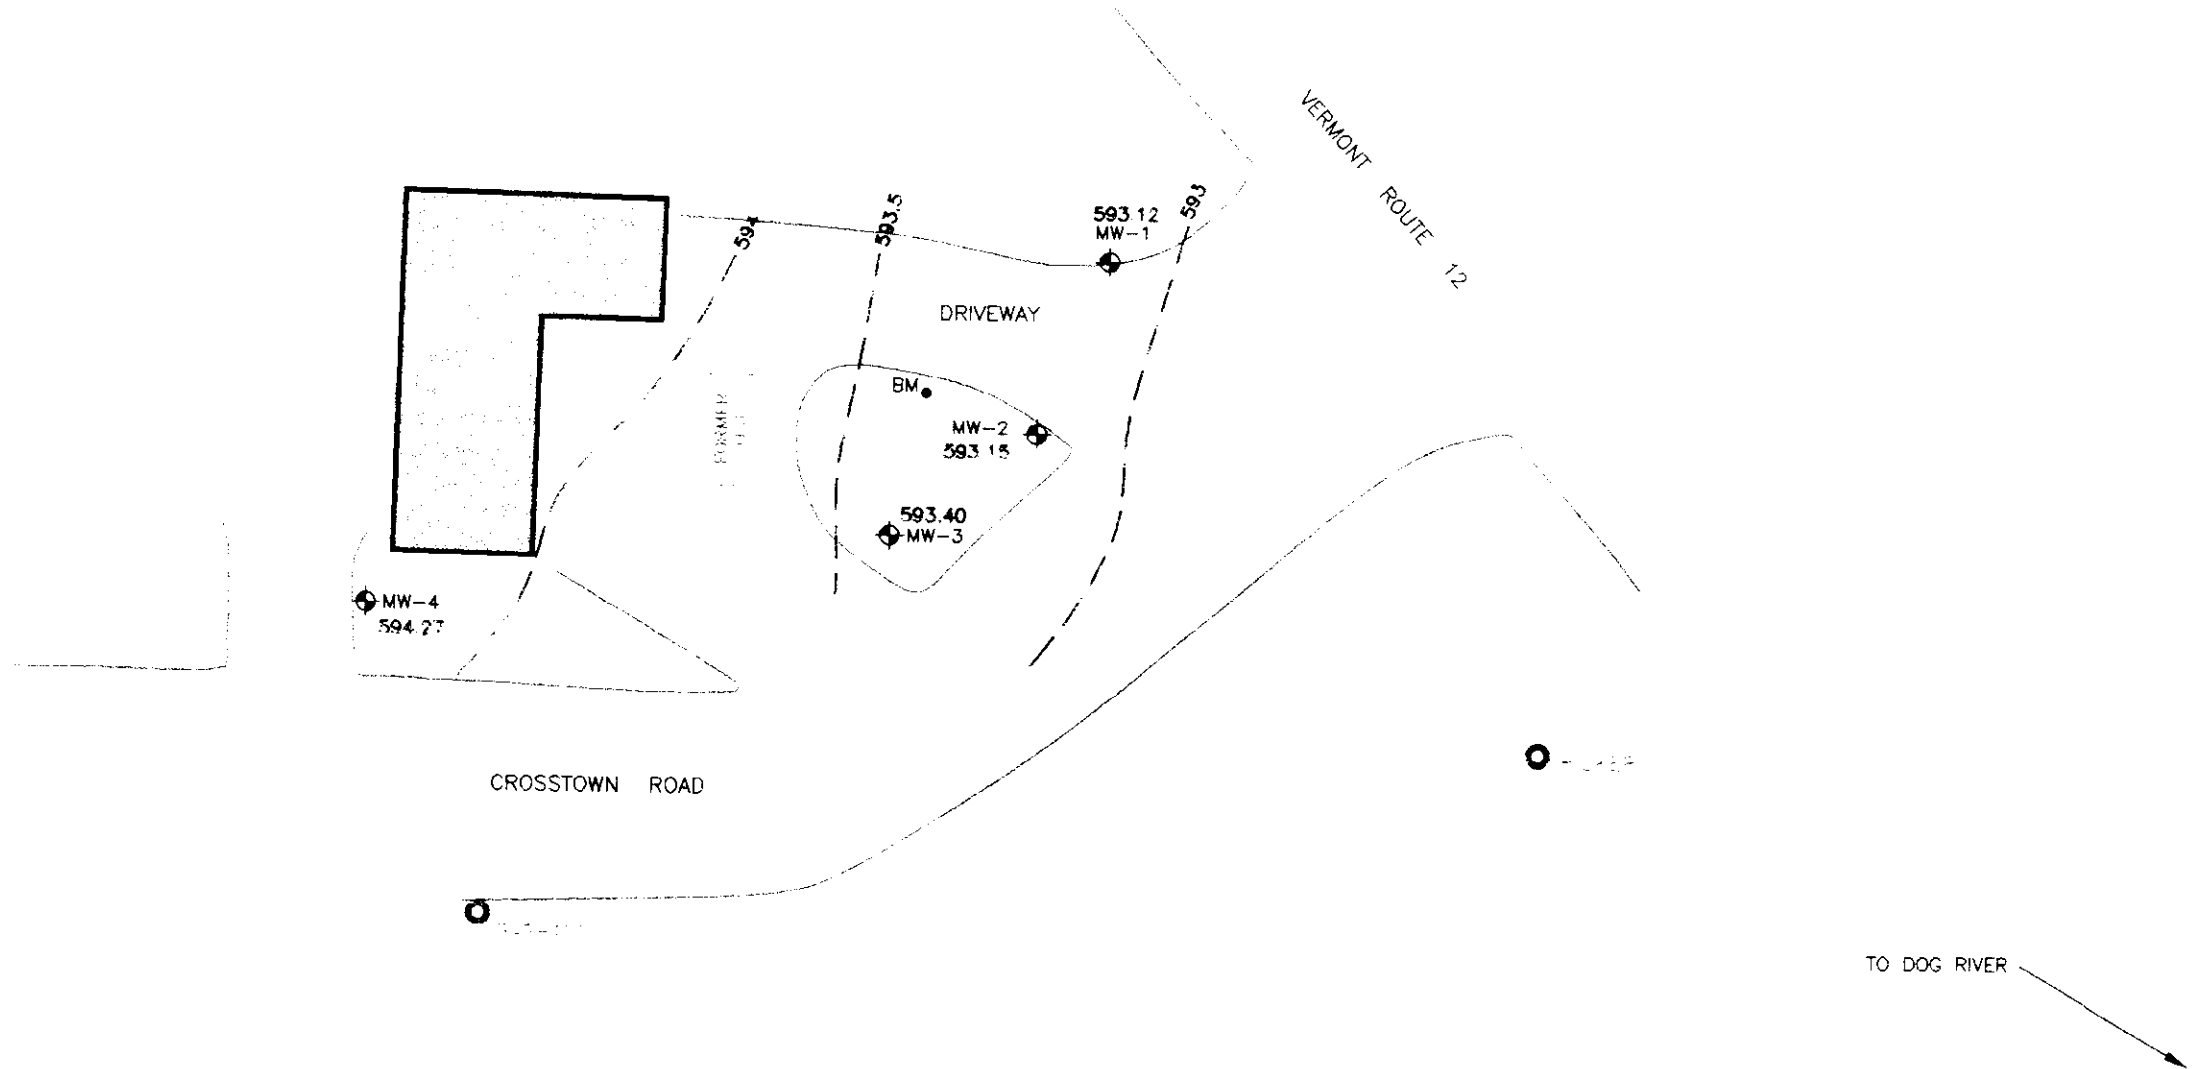 VERMONT ROUTE 12
594
593.5
593
593.12
MW-1
DRIVEWAY
BM
FORMER
MW-2
593.15
593.40
MW-3
MW-4
594.27
CROSSTOWN ROAD
TO DOG RIVER